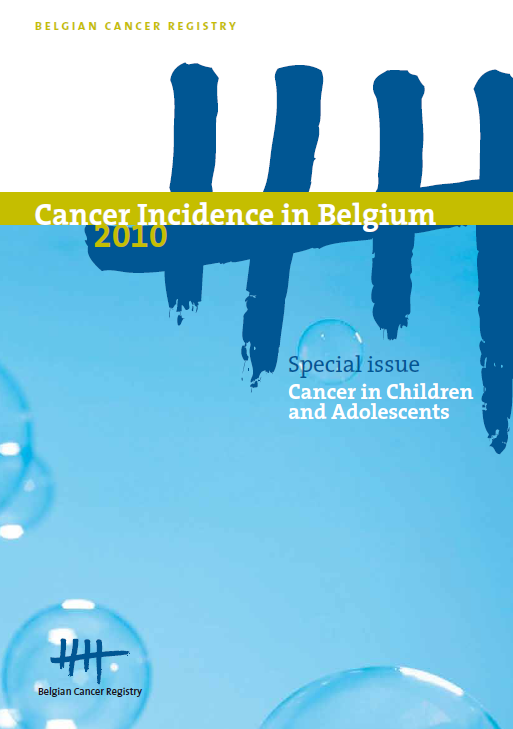 BELGIAN CANCER REGISTRY
Cancer Incidence in Belgium
2010
Special issue
Cancer in Children
and Adolescents
Belgian Cancer Registry